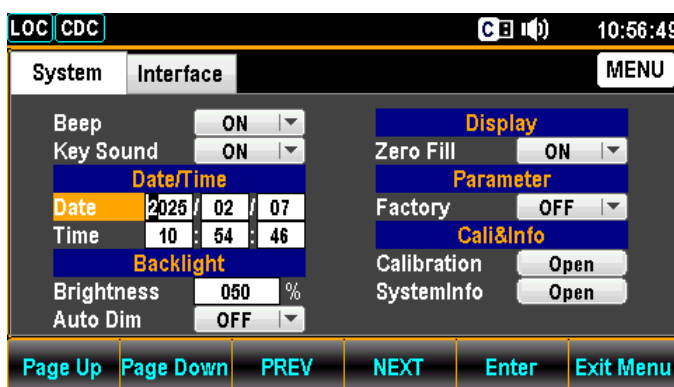 LOC CDC C 10:56:49
System Interface MENU
Beep ON
Key Sound ON
Date/Time
Date 2025 / 02 / 07
Time 10 : 54 : 46
Backlight
Brightness 050 %
Auto Dim OFF
Display
Zero Fill ON
Parameter
Factory OFF
Cali&Info
Calibration Open
SystemInfo Open
Page Up Page Down PREV NEXT Enter Exit Menu